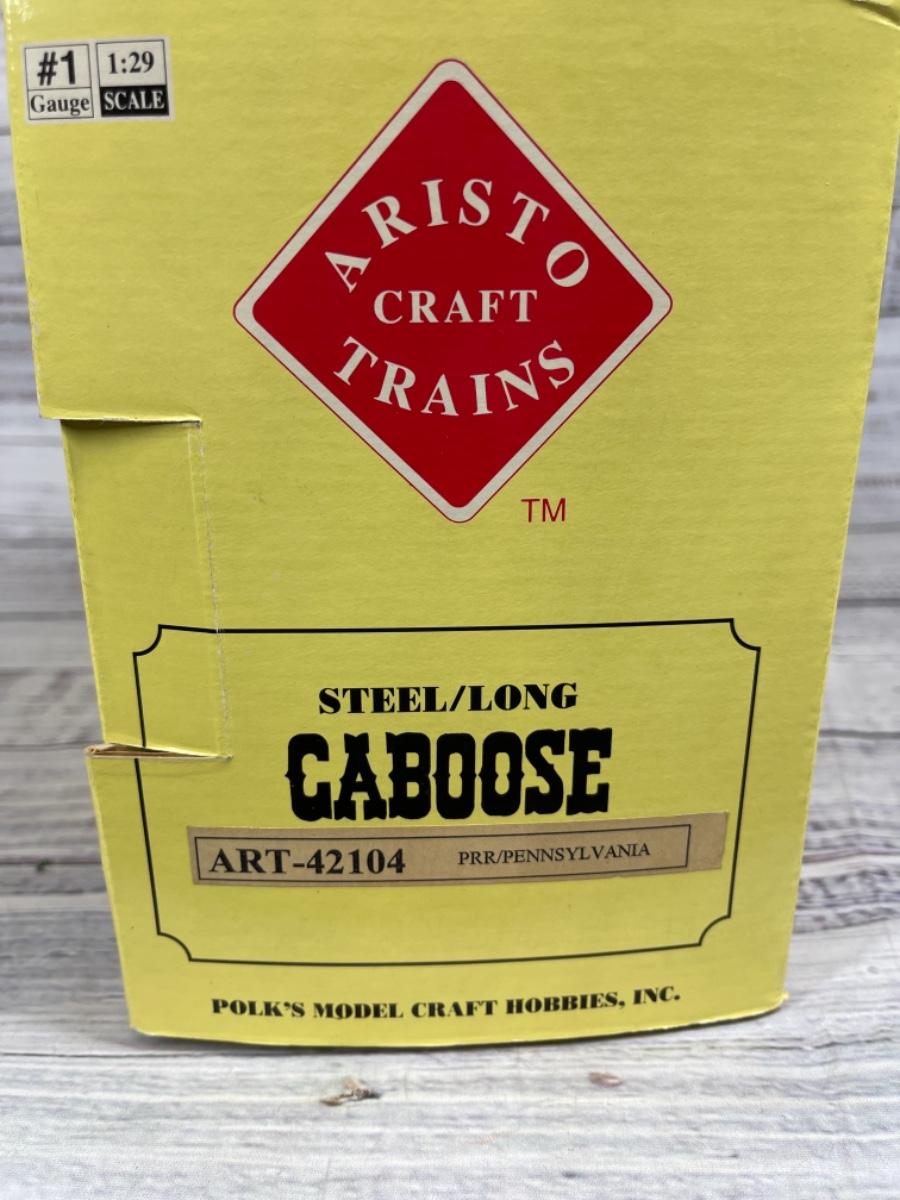 #1
Gauge
1:29
SCALE
ARISTO
CRAFT
TRAINS
TM
STEEL/LONG
CABOOSE
ART-42104 PRR/PENNSYLVANIA
POLK'S MODEL CRAFT HOBBIES, INC.